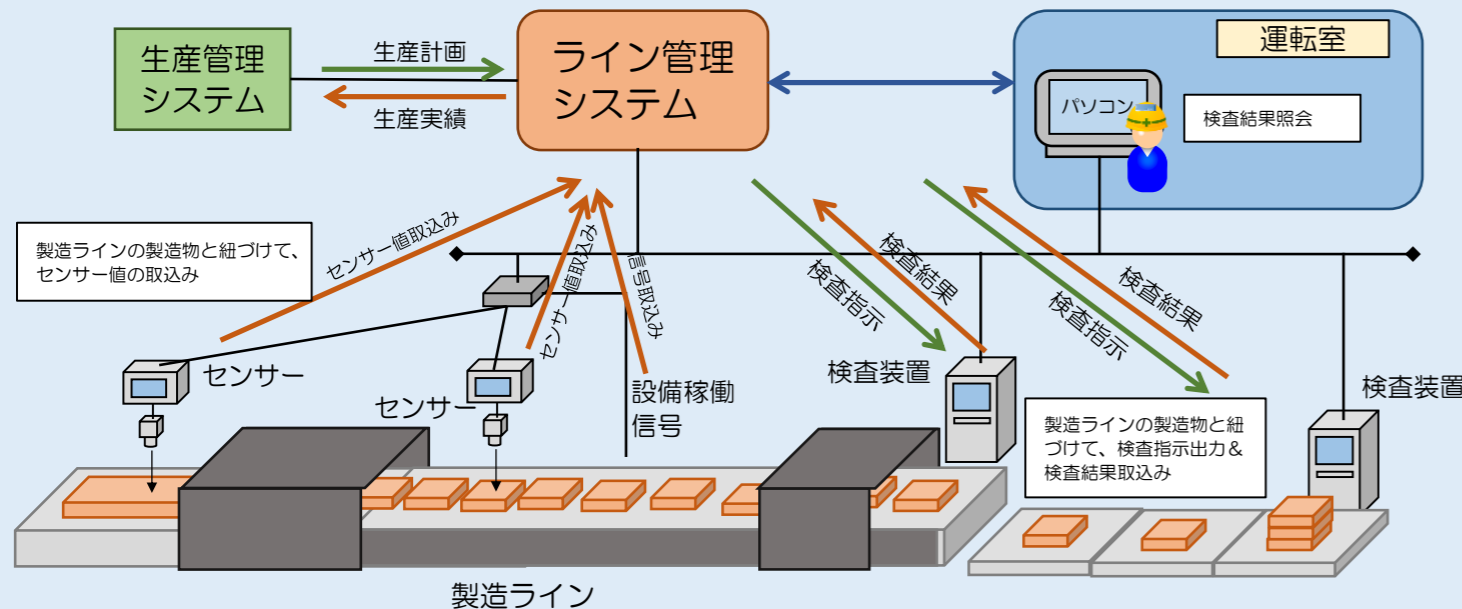 生産管理
システム
生産計画
生産実績
ライン管理
システム
運転室
パソコン
検査結果照会
製造ラインの製造物と紐づけて、
センサー値の取込み
センサー値取込み
センサー値取込み
信号取込み
検査指示
検査結果
検査指示
検査結果
センサー
センサー
設備稼働
信号
検査装置
検査装置
製造ラインの製造物と紐
づけて、検査指示出力&
検査結果取込み
製造ライン